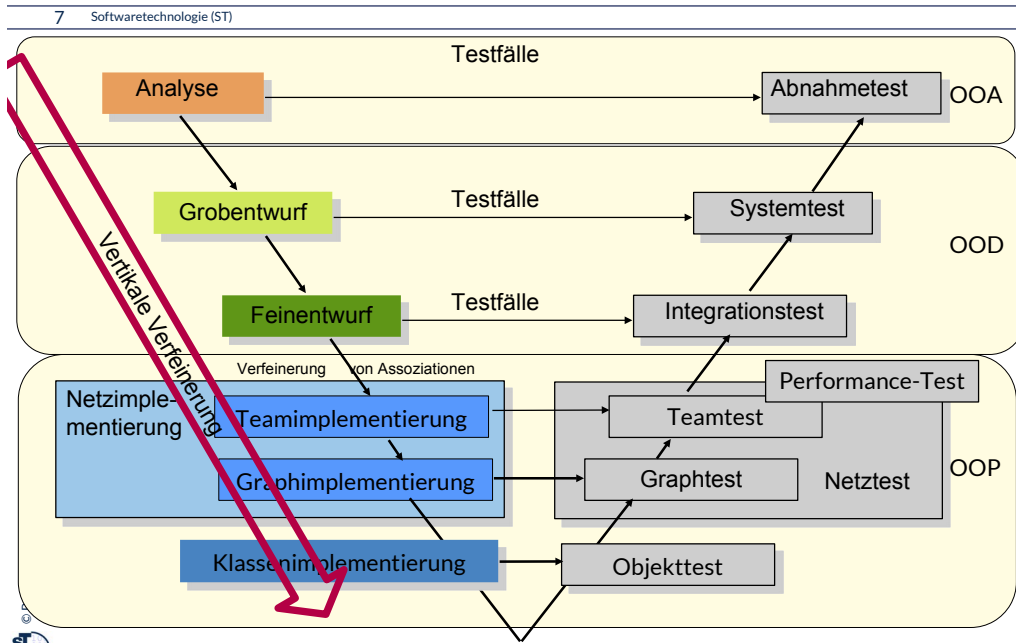 7 Softwaretechnologie (ST)
Testfälle
Analyse
Abnahmetest
OOA
Grobentwurf
Testfälle
Systemtest
OOD
Vertikale Verfeinerung
Feinentwurf
Testfälle
Integrationstest
Verfeinerung von Assoziationen
Performance-Test
Netzimple-
mentierung
Teamimplementierung
Teamtest
Graphimplementierung
Graphtest
Netztest
OOP
Klassenimplementierung
Objekttest
©
ST